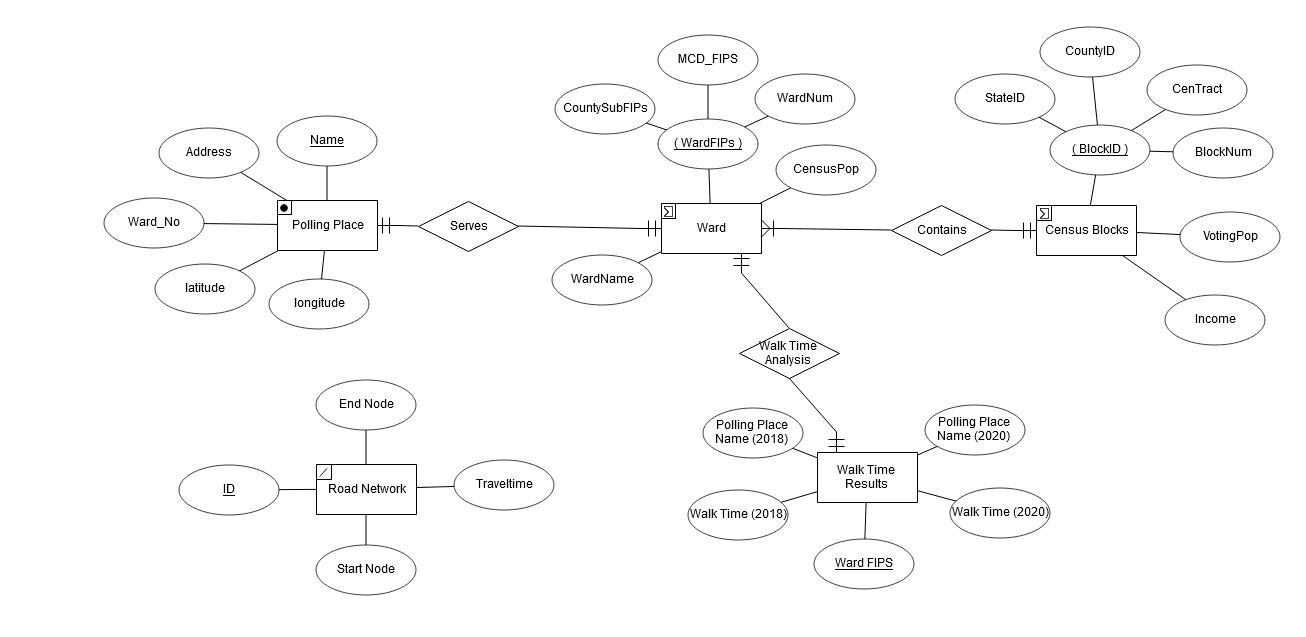 CountyID
MCD_FIPS
StateID
CenTract
CountySubFIPs
WardNum
Name
( WardFIPs )
( BlockID )
BlockNum
Address
CensusPop
Ward_No
Polling Place
Serves
Ward
Contains
Census Blocks
VotingPop
WardName
latitude
longitude
Income
Walk Time
Analysis
End Node
Polling Place
Name (2018)
Polling Place
Name (2020)
ID
Road Network
Traveltime
Walk Time
Results
Walk Time (2018)
Walk Time (2020)
Start Node
Ward FIPS